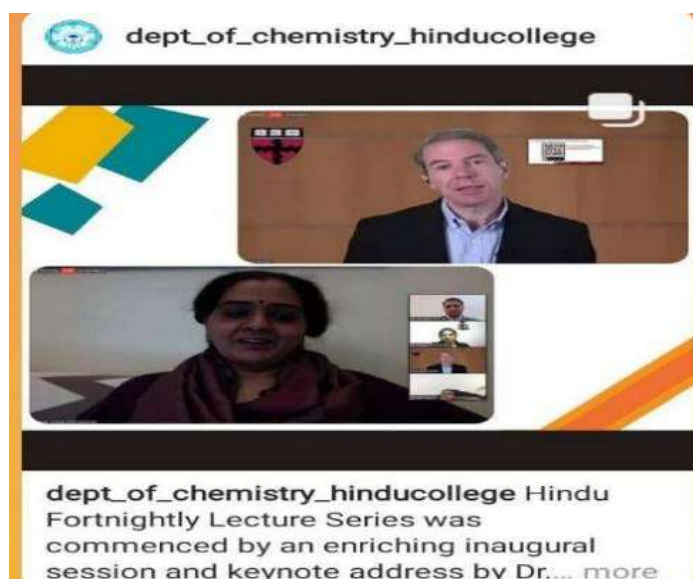 dept_of_chemistry_hinducollege
dept_of_chemistry_hinducollege Hindu
Fortnightly Lecture Series was
commenced by an enriching inaugural
session and keynote address by Dr.... more